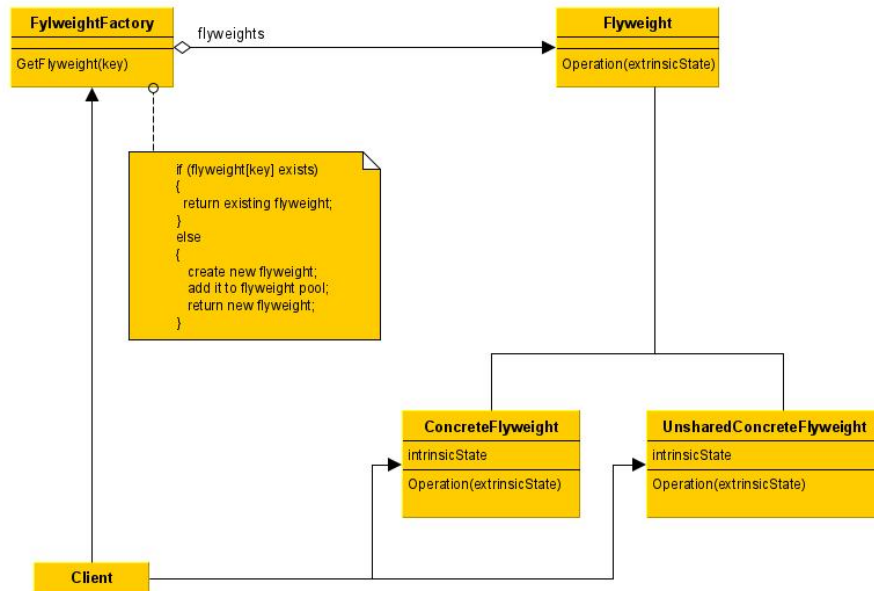 FylweightFactory
GetFlyweight(key)
flyweights
Flyweight
Operation(extrinsicState)
if (flyweight[key] exists)
{
return existing flyweight;
}
else
{
create new flyweight;
add it to flyweight pool;
return new flyweight;
}
ConcreteFlyweight
intrinsicState
Operation(extrinsicState)
UnsharedConcreteFlyweight
intrinsicState
Operation(extrinsicState)
Client